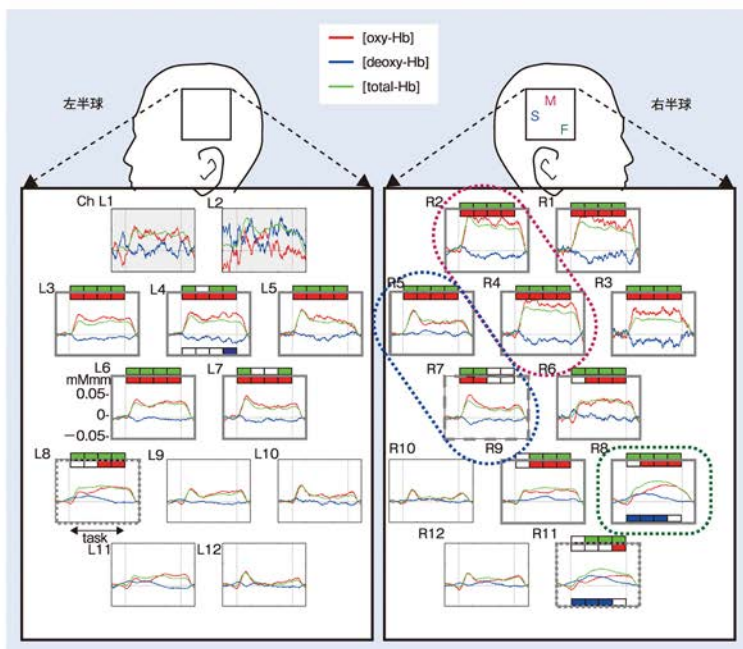 [oxy-Hb]
[deoxy-Hb]
[total-Hb]
左半球
右半球
M
S
F
Ch L1
L2
R2
R1
L3
L4
L5
R5
R4
R3
L6
L7
R7
R6
mMmm
0.05-
0-
−0.05-
L8
L9
L10
R10
R9
R8
task
L11
L12
R12
R11